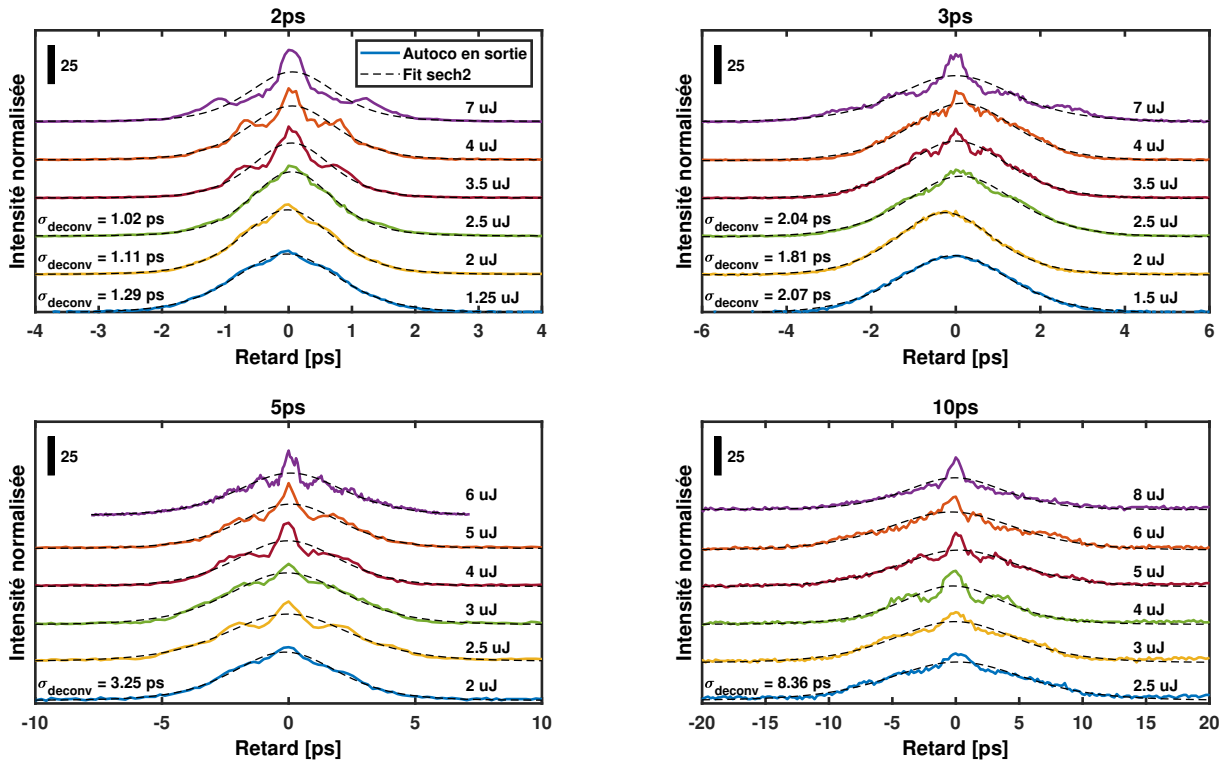 2ps
25
Autoco en sortie
Fit sech2
7 uJ
4 uJ
3.5 uJ
σdeconv = 1.02 ps
2.5 uJ
σdeconv = 1.11 ps
2 uJ
σdeconv = 1.29 ps
1.25 uJ
-4 -3 -2 -1 0 1 2 3 4
Retard [ps]
Intensité normalisée
3ps
25
7 uJ
4 uJ
3.5 uJ
σdeconv = 2.04 ps
2.5 uJ
σdeconv = 1.81 ps
2 uJ
σdeconv = 2.07 ps
1.5 uJ
-6 -4 -2 0 2 4 6
Retard [ps]
Intensité normalisée
5ps
25
6 uJ
5 uJ
4 uJ
3 uJ
2.5 uJ
σdeconv = 3.25 ps
2 uJ
-10 -5 0 5 10
Retard [ps]
Intensité normalisée
10ps
25
8 uJ
6 uJ
5 uJ
4 uJ
3 uJ
σdeconv = 8.36 ps
2.5 uJ
-20 -15 -10 -5 0 5 10 15 20
Retard [ps]
Intensité normalisée